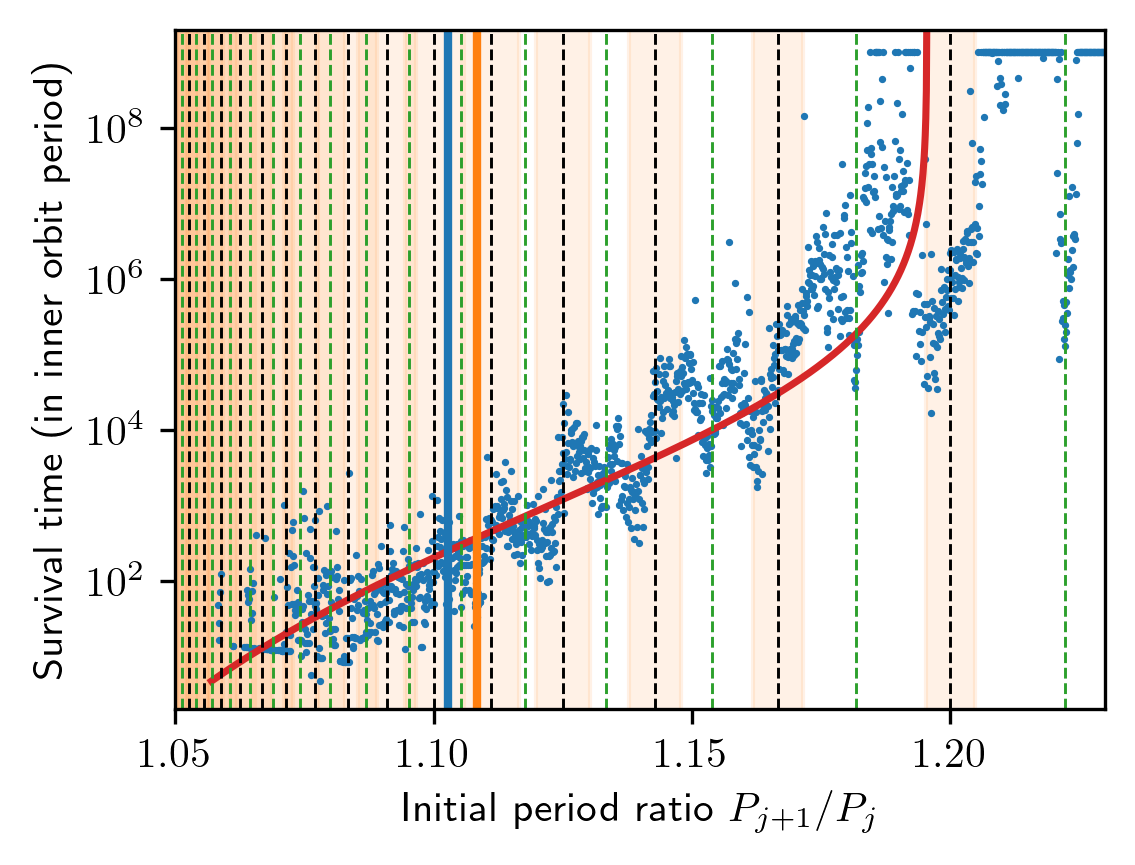 Survival time (in inner orbit period)
10^8
10^6
10^4
10^2
1.05 1.10 1.15 1.20
Initial period ratio P_{j+1}/P_j